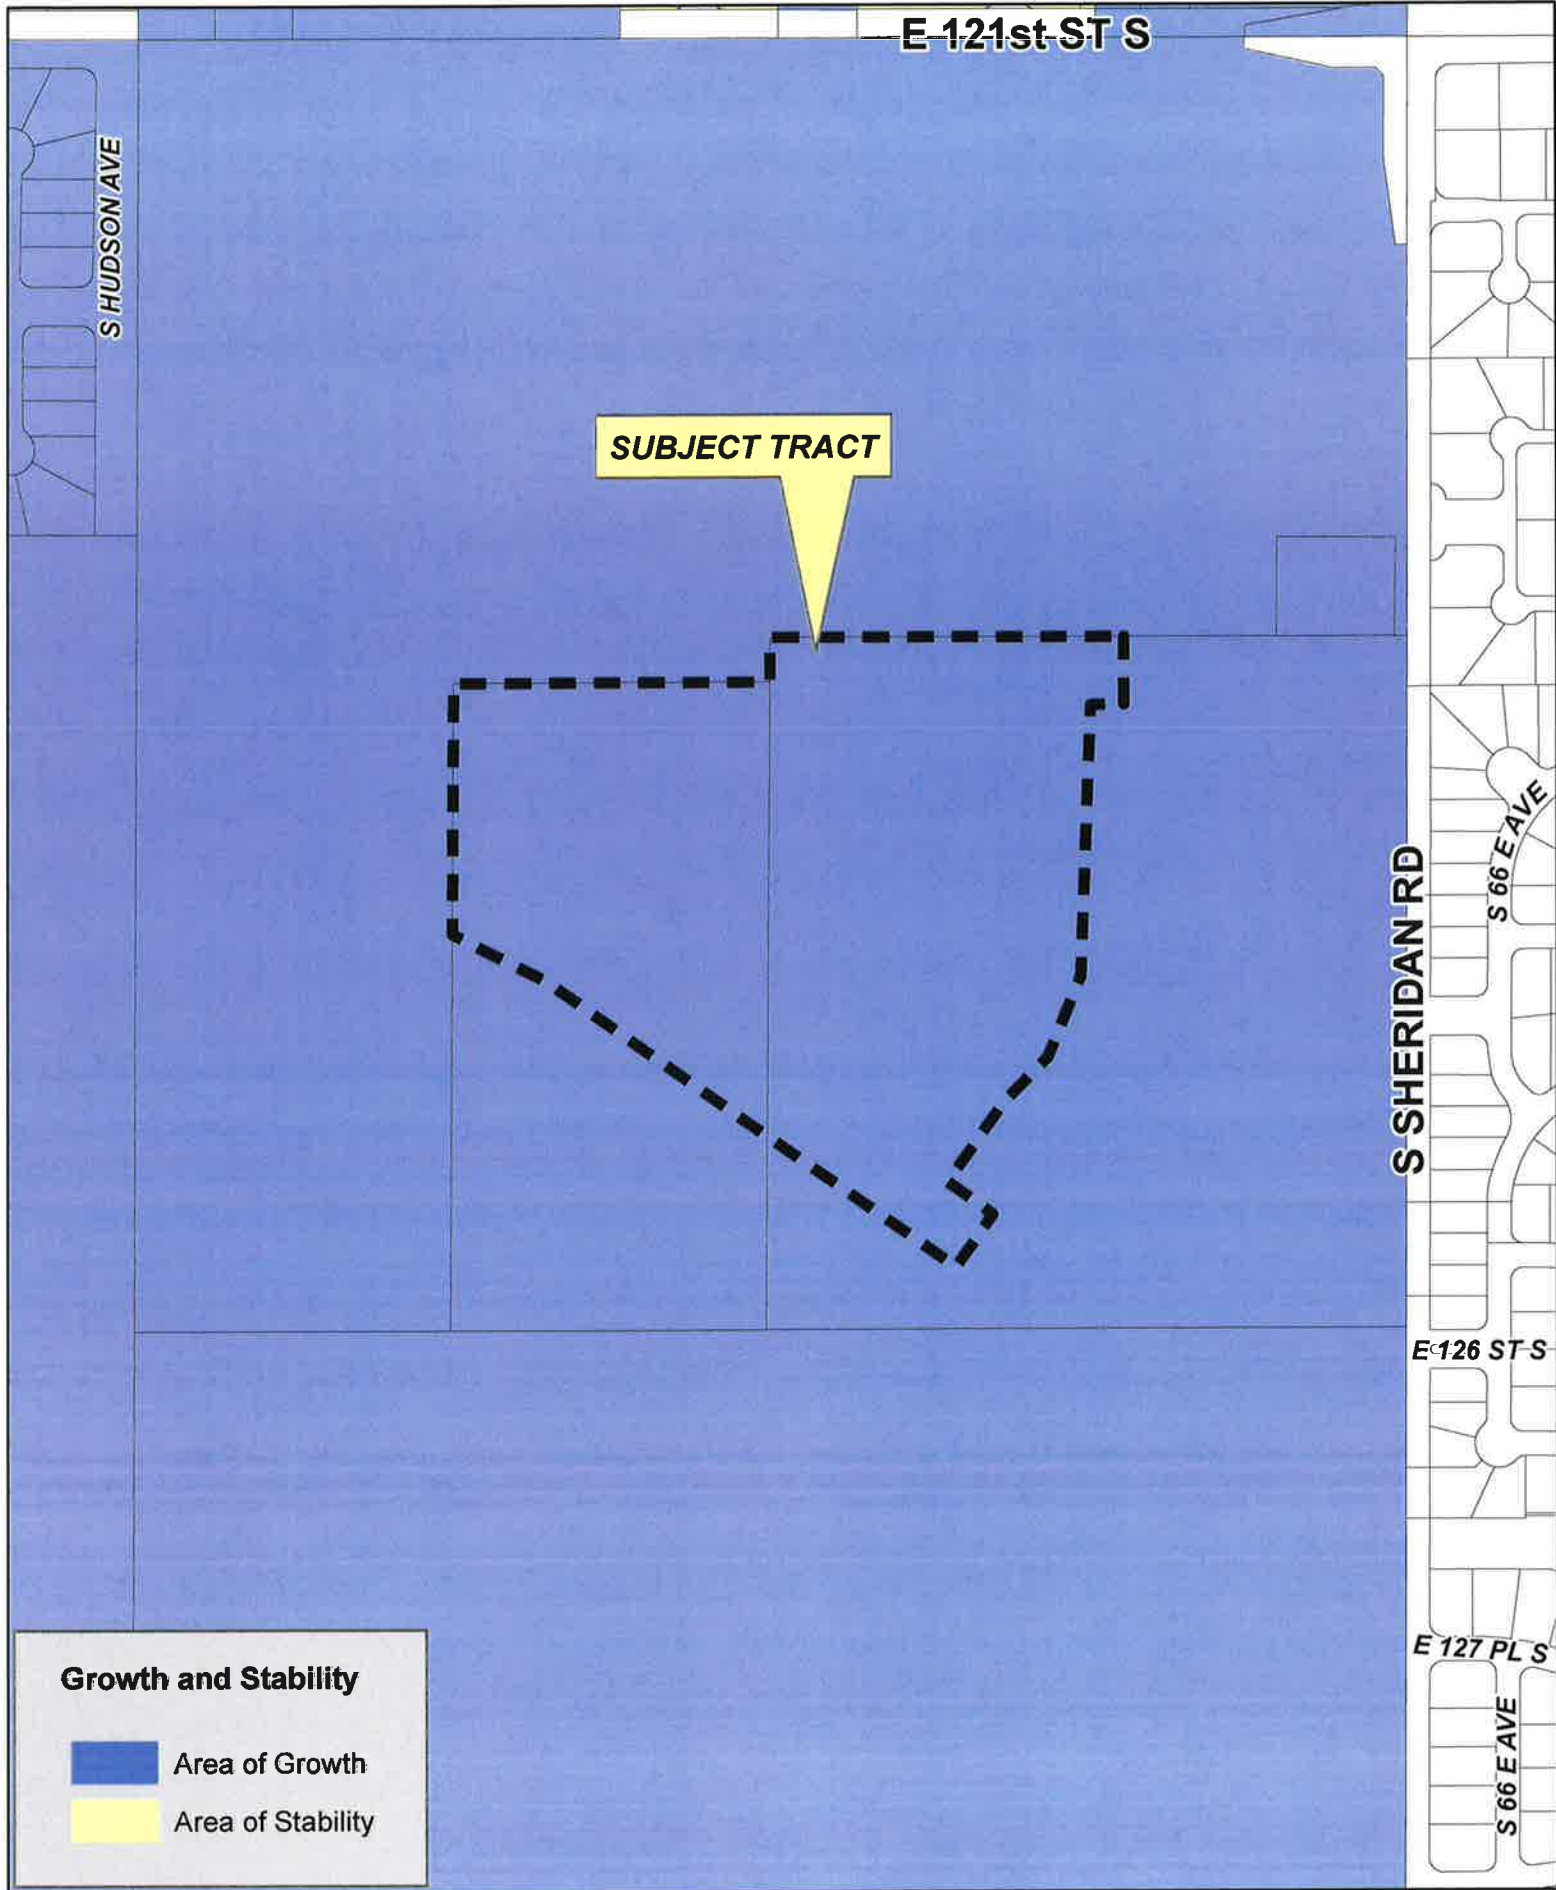 E 121st ST S
S HUDSON AVE
SUBJECT TRACT
S 66 E AVE
S SHERIDAN RD
E 126 ST S
E 127 PL S
S 66 E AVE
Growth and Stability
Area of Growth
Area of Stability